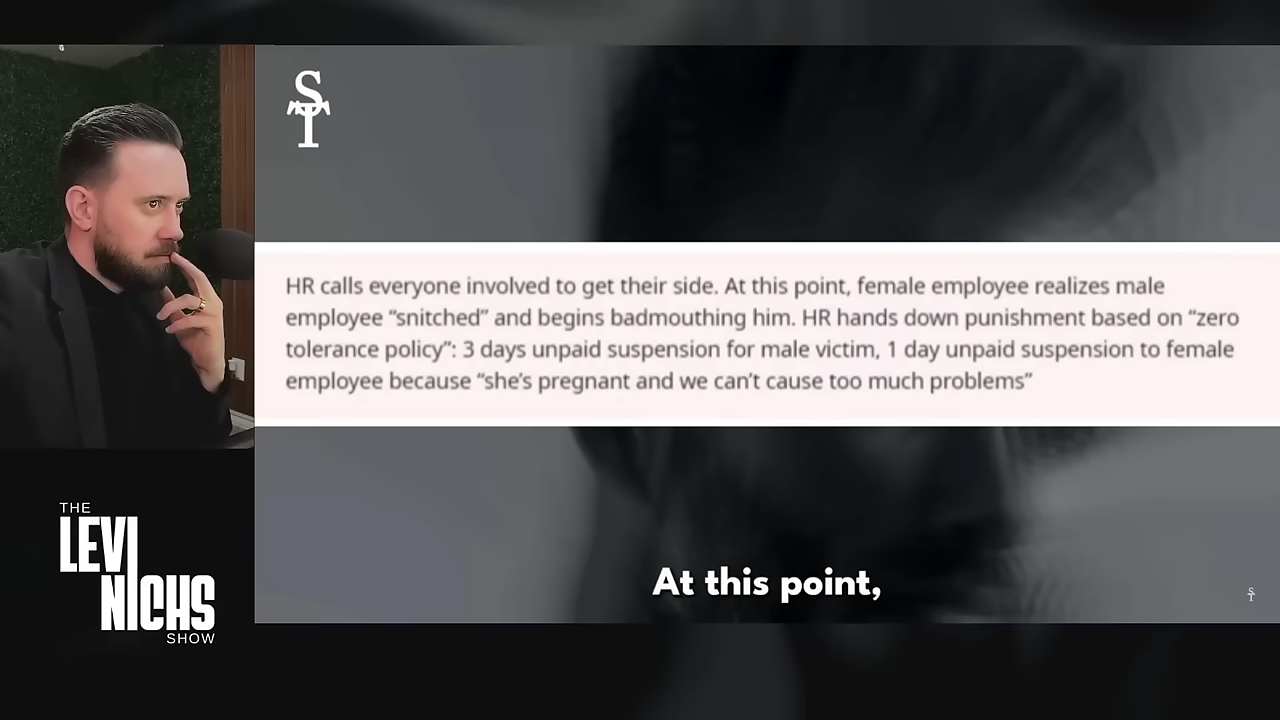 ST
HR calls everyone involved to get their side. At this point, female employee realizes male
employee “snitched” and begins badmouthing him. HR hands down punishment based on “zero
tolerance policy”: 3 days unpaid suspension for male victim, 1 day unpaid suspension to female
employee because “she’s pregnant and we can’t cause too much problems”
THE
LEVI
NICHS
SHOW
At this point,
ST